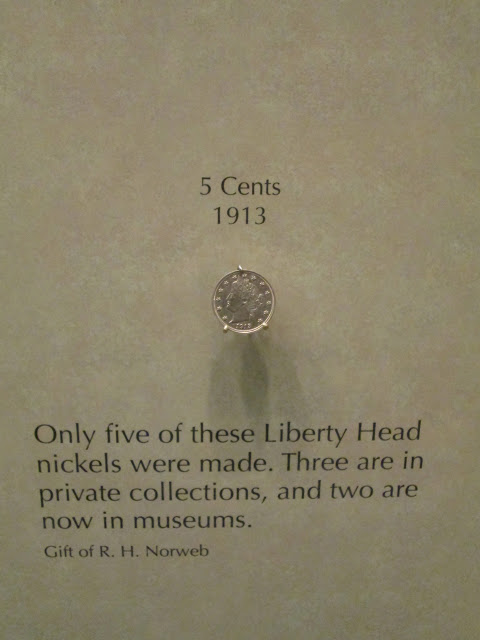 5 Cents
1913
1913
Only five of these Liberty Head
nickels were made. Three are in
private collections, and two are
now in museums.
Gift of R. H. Norweb